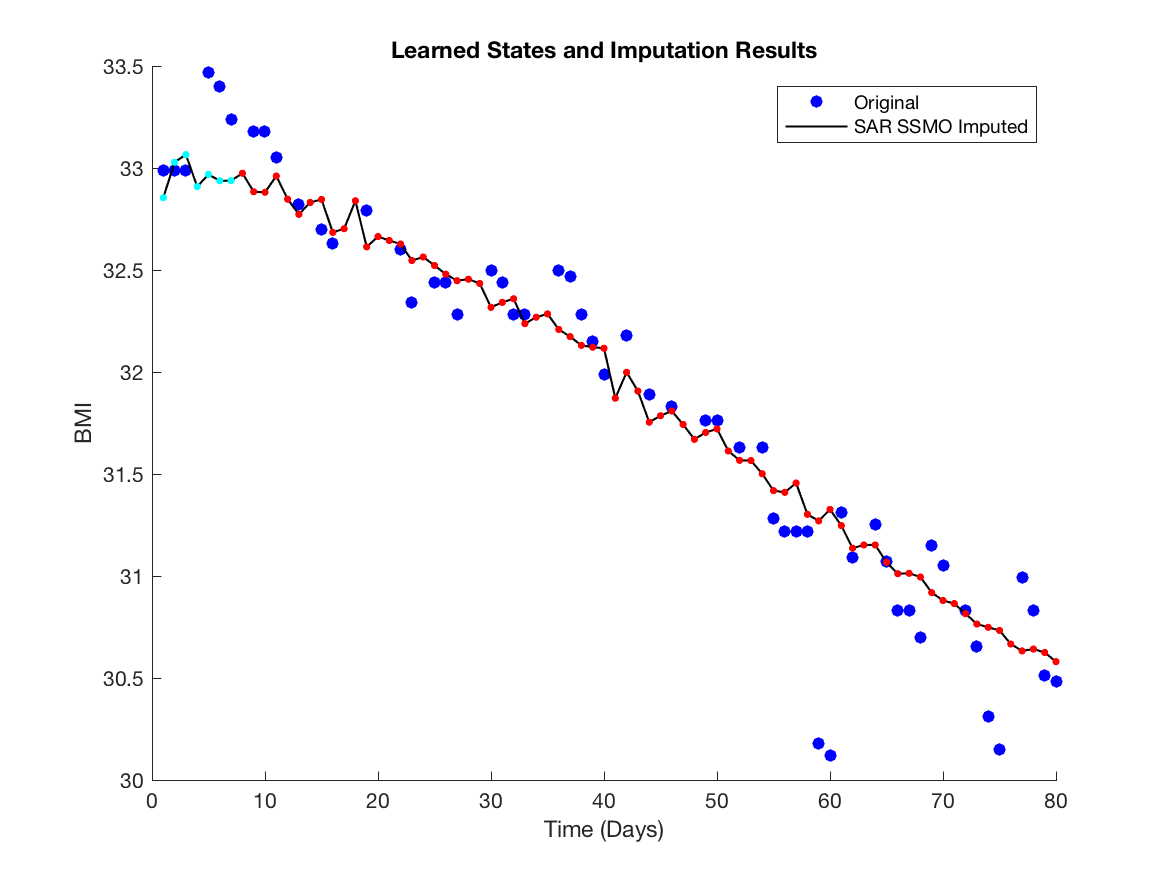 Learned States and Imputation Results
33.5
33
32.5
32
31.5
31
30.5
30
BMI
Original
SAR SSMO Imputed
0 10 20 30 40 50 60 70 80
Time (Days)